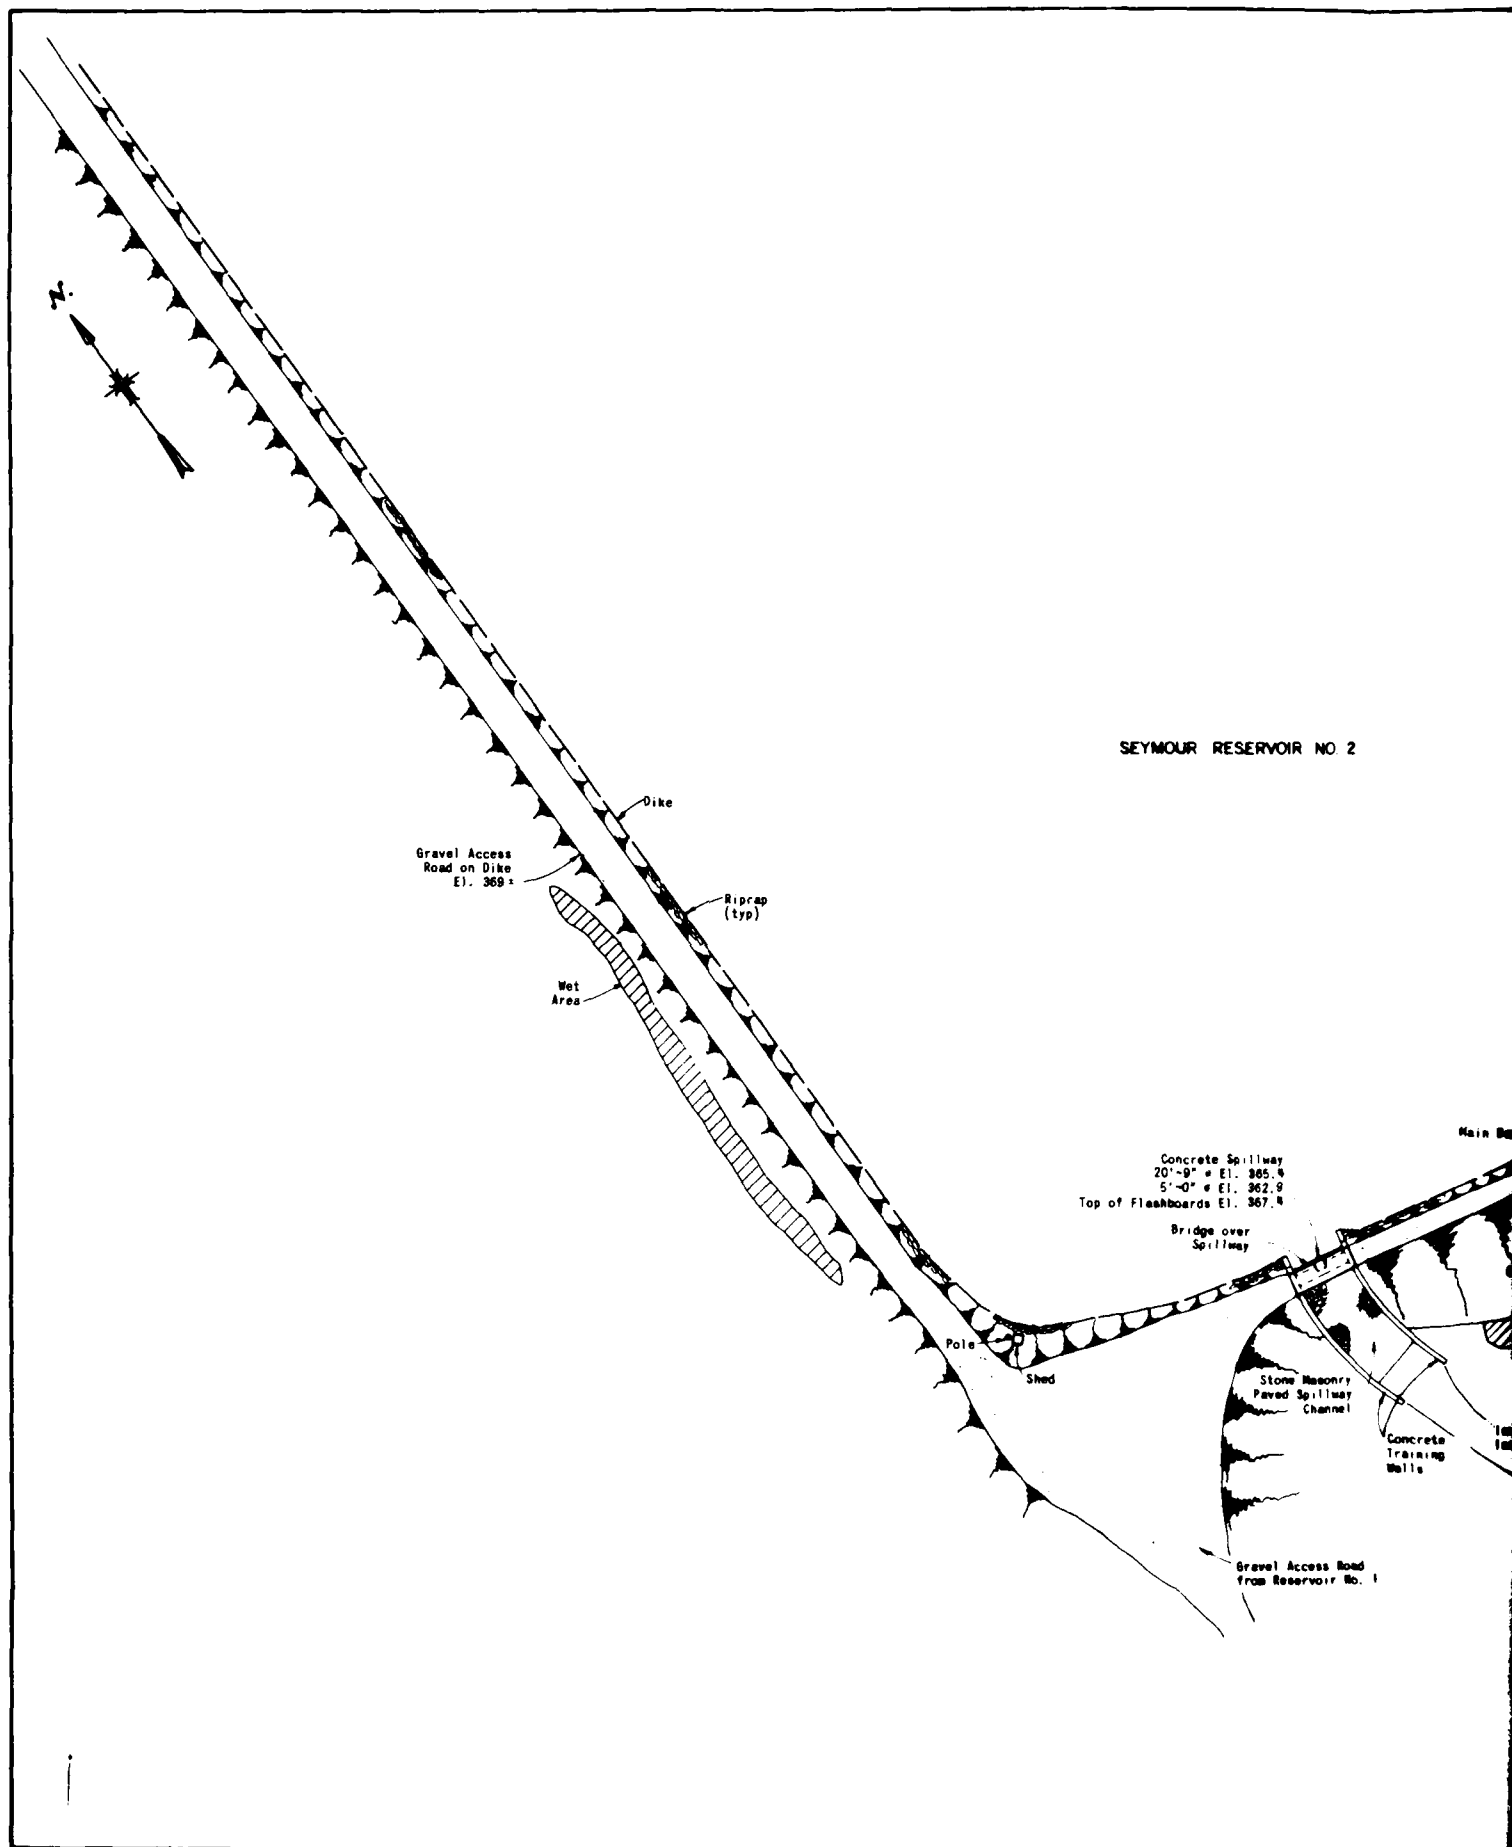 N.
SEYMOUR RESERVOIR NO. 2
Dike
Gravel Access
Road on Dike
El. 369±
Riprap
(typ)
Wet
Area
Main
Concrete Spillway
20'-9" @ El. 365.4
5'-0" @ El. 362.9
Top of Flashboards El. 367.4
Bridge over
Spillway
Pole
Shed
Stone Masonry
Paved Spillway
Channel
Concrete
Training
Walls
Gravel Access Road
from Reservoir No. 1